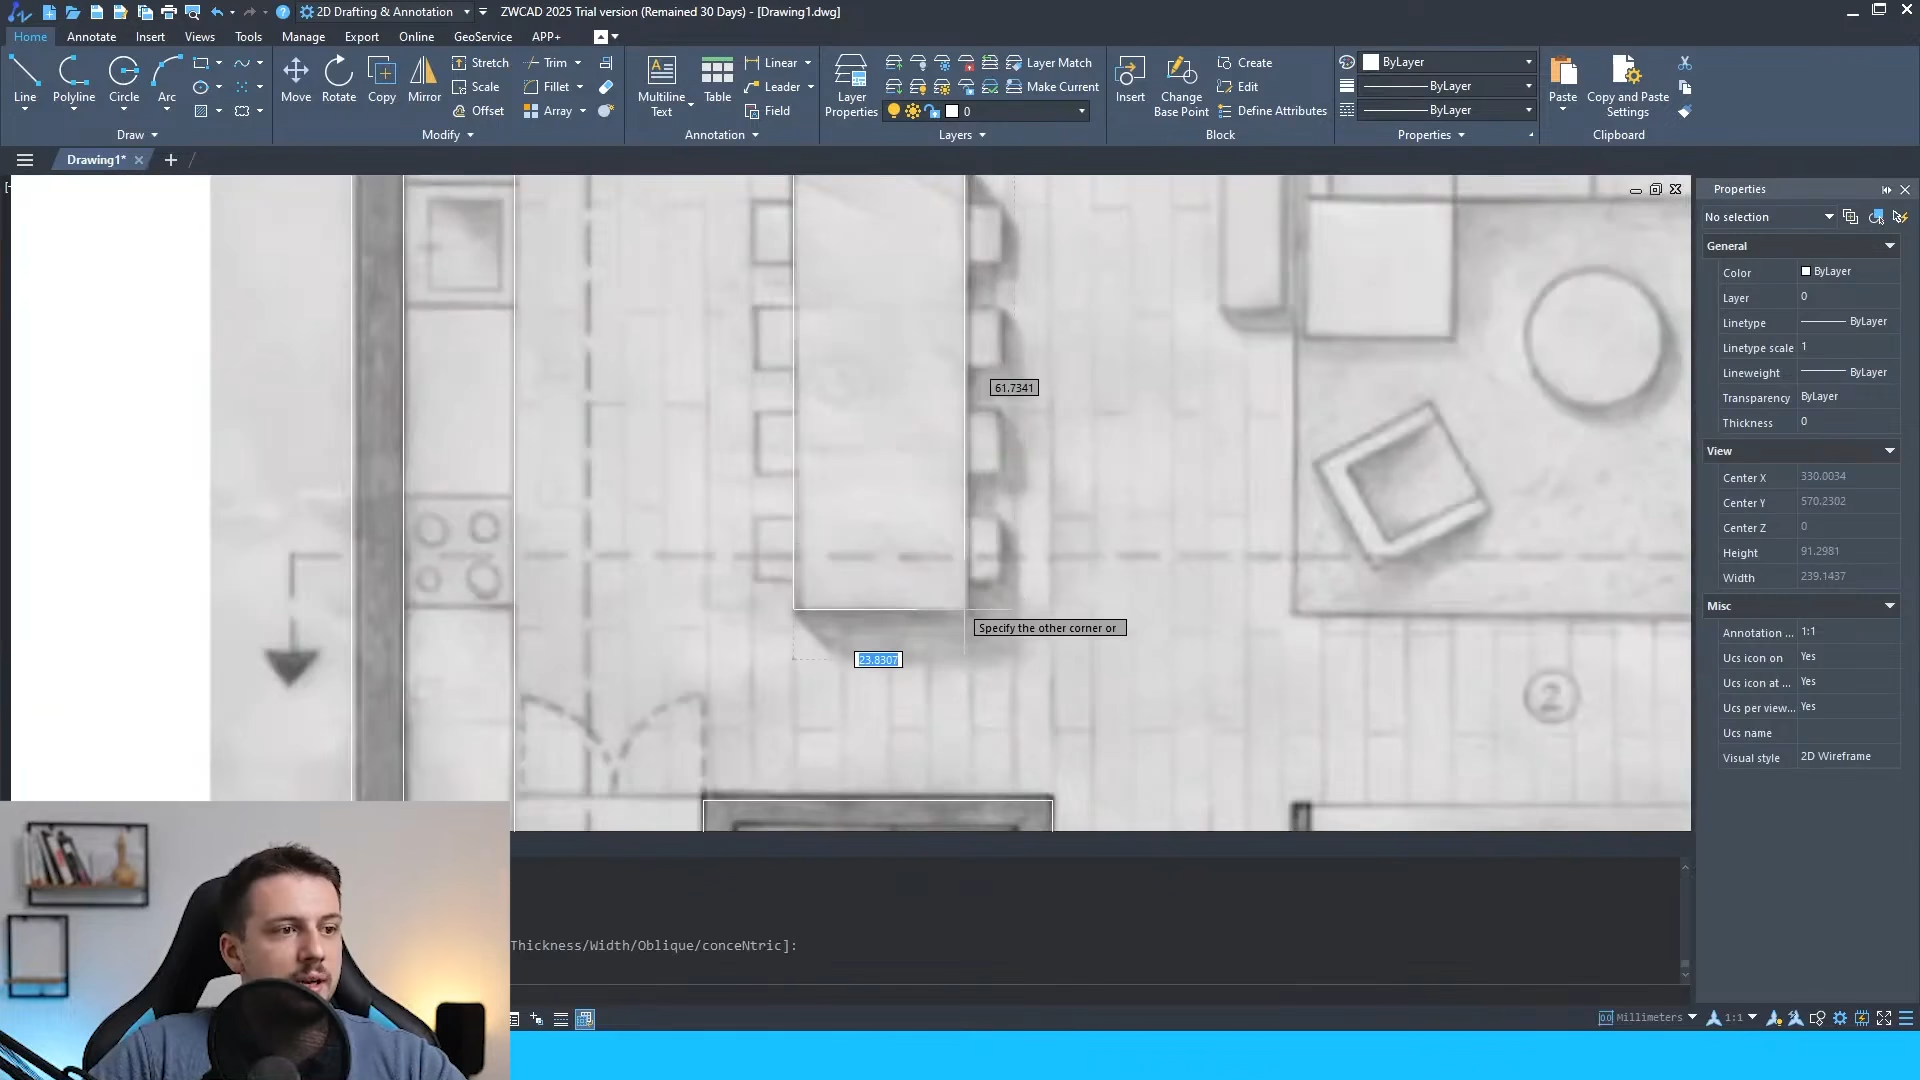 2D Drafting & Annotation
ZWCAD 2025 Trial version (Remained 30 Days) - [Drawing1.dwg]
Home Annotate Insert Views Tools Manage Export Online GeoService APP+
Line Polyline Circle Arc
Draw
Move Rotate Copy Mirror
Stretch Trim
Scale Fillet
Offset Array
Modify
Multiline Text
Table
Linear
Leader
Field
Annotation
Layer Properties
Layer Match
Make Current
0
Layers
Insert
Change Base Point
Create
Edit
Define Attributes
Block
ByLayer
ByLayer
ByLayer
Properties
Paste
Copy and Paste Settings
Clipboard
Drawing1*
61.7341
Specify the other corner or
23.8307
2
Thickness/Width/Oblique/conceNtric]:
Properties
No selection
General
Color ByLayer
Layer 0
Linetype ByLayer
Linetype scale 1
Lineweight ByLayer
Transparency ByLayer
Thickness 0
View
Center X 330.0034
Center Y 570.2302
Center Z 0
Height 91.2981
Width 239.1437
Misc
Annotation ... 1:1
Ucs icon on Yes
Ucs icon at ... Yes
Ucs per view... Yes
Ucs name
Visual style 2D Wireframe
Millimeters 1:1